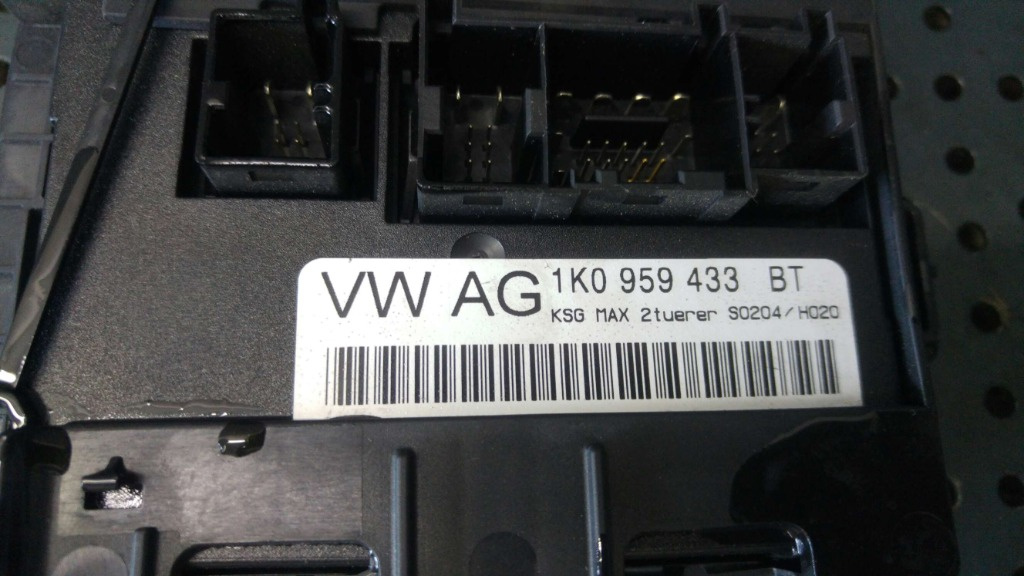 VW AG 1K0 959 433 BT
KSG MAX 2tuerer S0204/H020